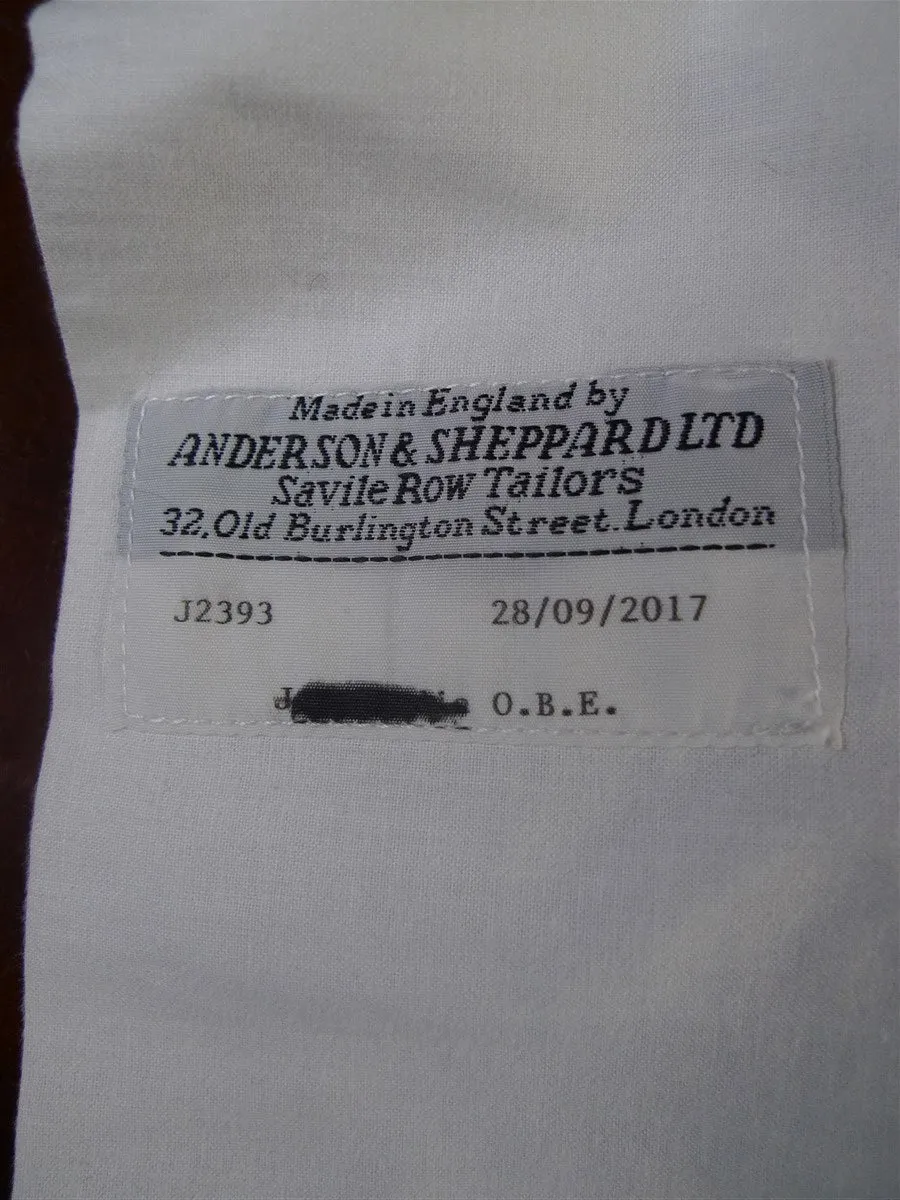 Made in England by
ANDERSON & SHEPPARD LTD
Savile Row Tailors
32, Old Burlington Street. London
J2393 28/09/2017
O.B.E.